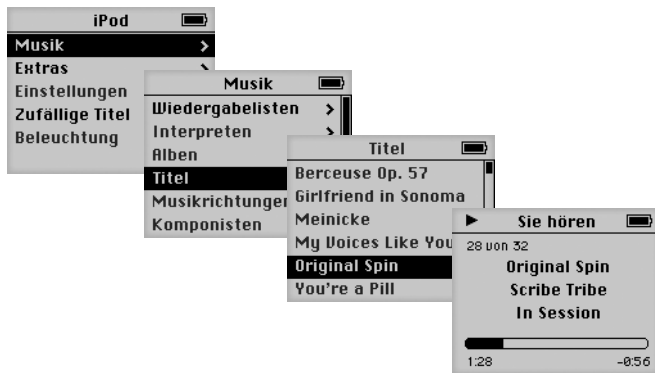 iPod
Musik
Extras
Einstellungen
Zufällige Titel
Beleuchtung
Musik
Wiedergabelisten
Interpreten
Alben
Titel
Musikrichtungen
Komponisten
Titel
Berceuse Op. 57
Girlfriend in Sonoma
Meinicke
My Voices Like You
Original Spin
You're a Pill
Sie hören
28 von 32
Original Spin
Scribe Tribe
In Session
1:28 -0:56